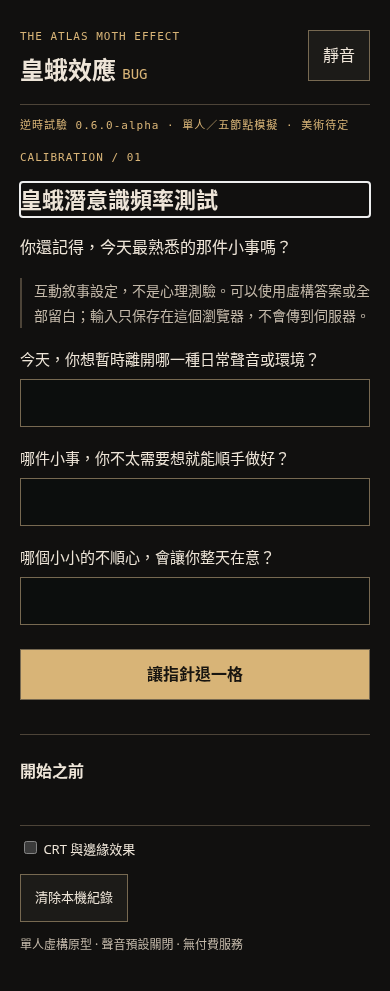 THE ATLAS MOTH EFFECT
皇蛾效應 BUG
靜音
逆時試驗 0.6.0-alpha · 單人／五節點模擬 · 美術待定
CALIBRATION / 01
皇蛾潛意識頻率測試
你還記得，今天最熟悉的那件小事嗎？
互動敘事設定，不是心理測驗。可以使用虛構答案或全
部留白；輸入只保存在這個瀏覽器，不會傳到伺服器。
今天，你想暫時離開哪一種日常聲音或環境？
哪件小事，你不太需要想就能順手做好？
哪個小小的不順心，會讓你整天在意？
讓指針退一格
開始之前
CRT 與邊緣效果
清除本機紀錄
單人虛構原型 · 聲音預設關閉 · 無付費服務